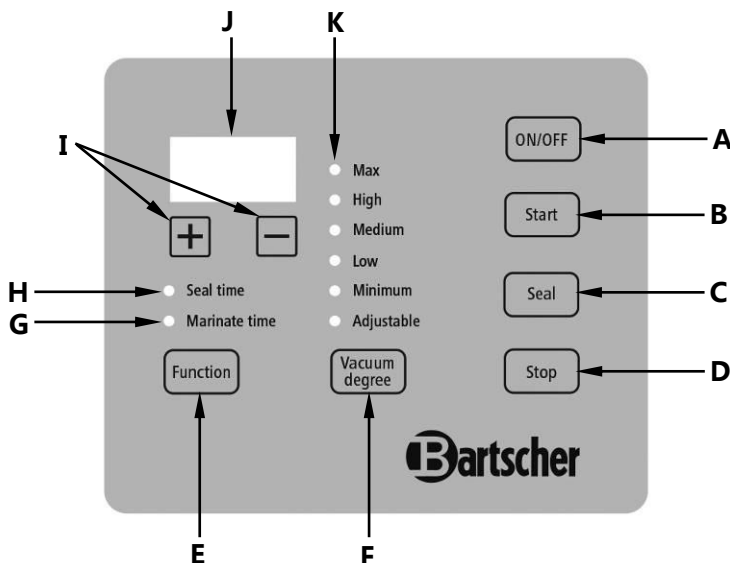 J
K
I
A
ON/OFF
Max
High
B
Start
+
−
Medium
Low
H
Seal time
Minimum
C
Seal
G
Marinate time
Adjustable
Function
Vacuum
degree
D
Stop
Bartscher
E
F